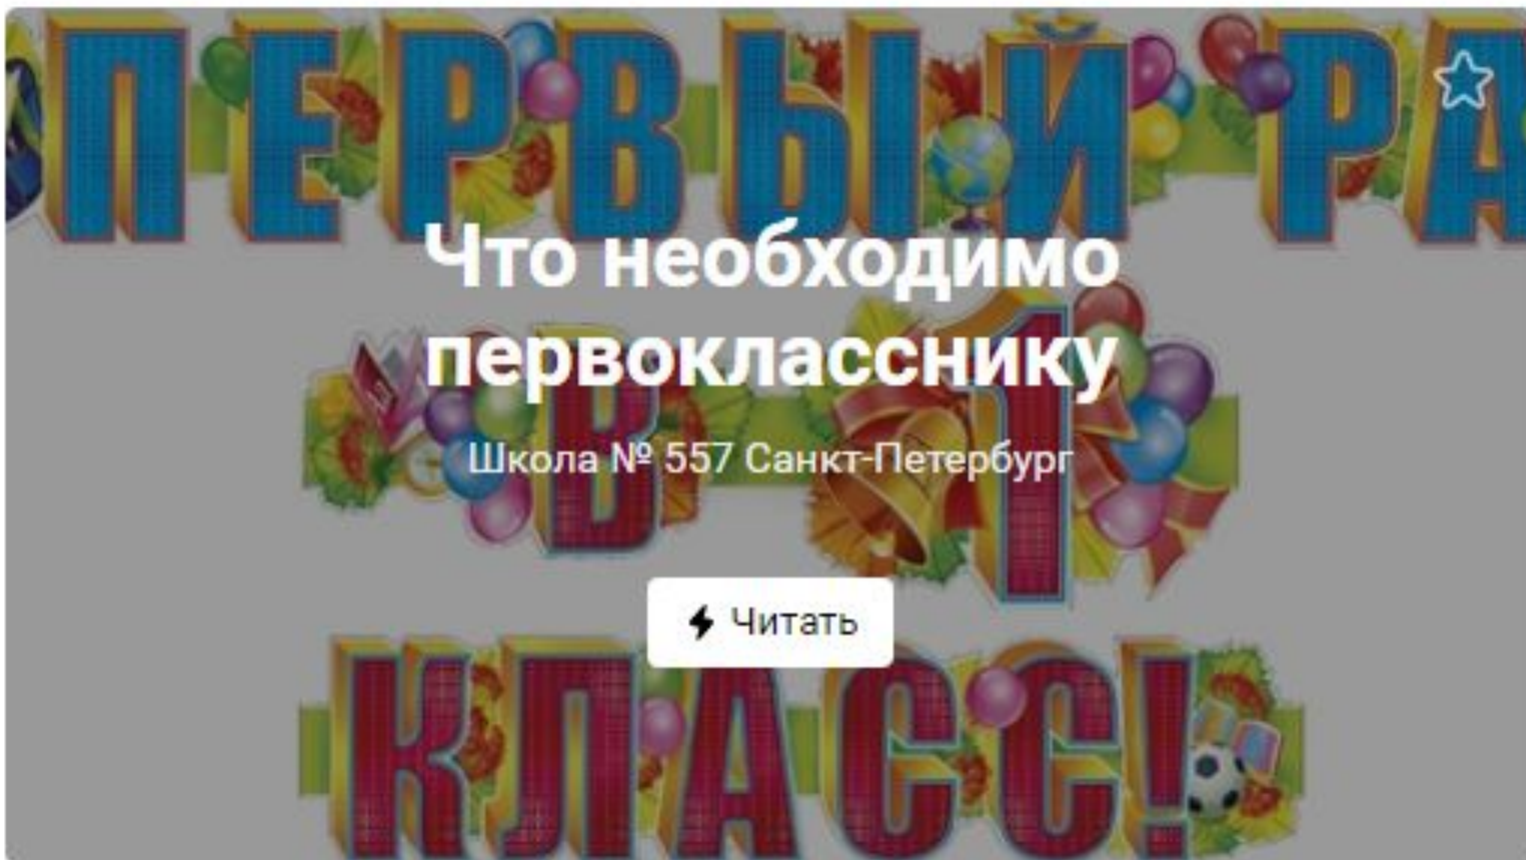 ПЕРВЫЙ РА
Что необходимо
первокласснику
В 1
Школа № 557 Санкт-Петербург
Читать
КЛАСС!